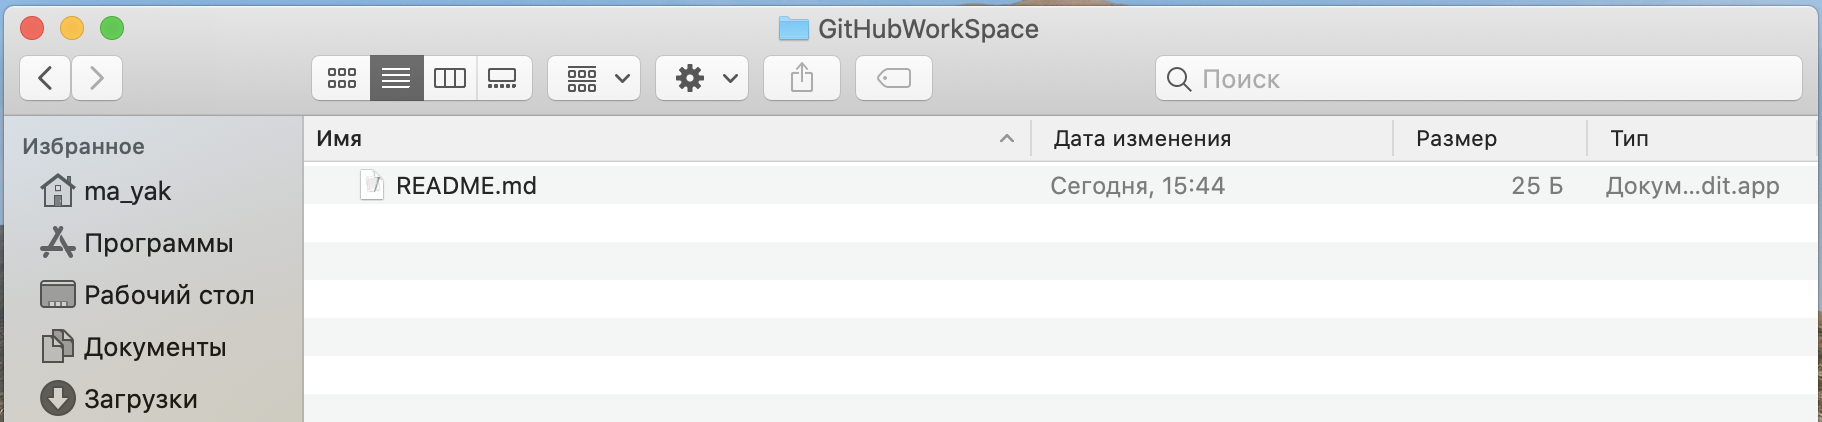 GitHubWorkSpace
Поиск
Избранное
ma_yak
Программы
Рабочий стол
Документы
Загрузки
Имя Дата изменения Размер Тип
README.md Сегодня, 15:44 25 Б Докум...dit.app